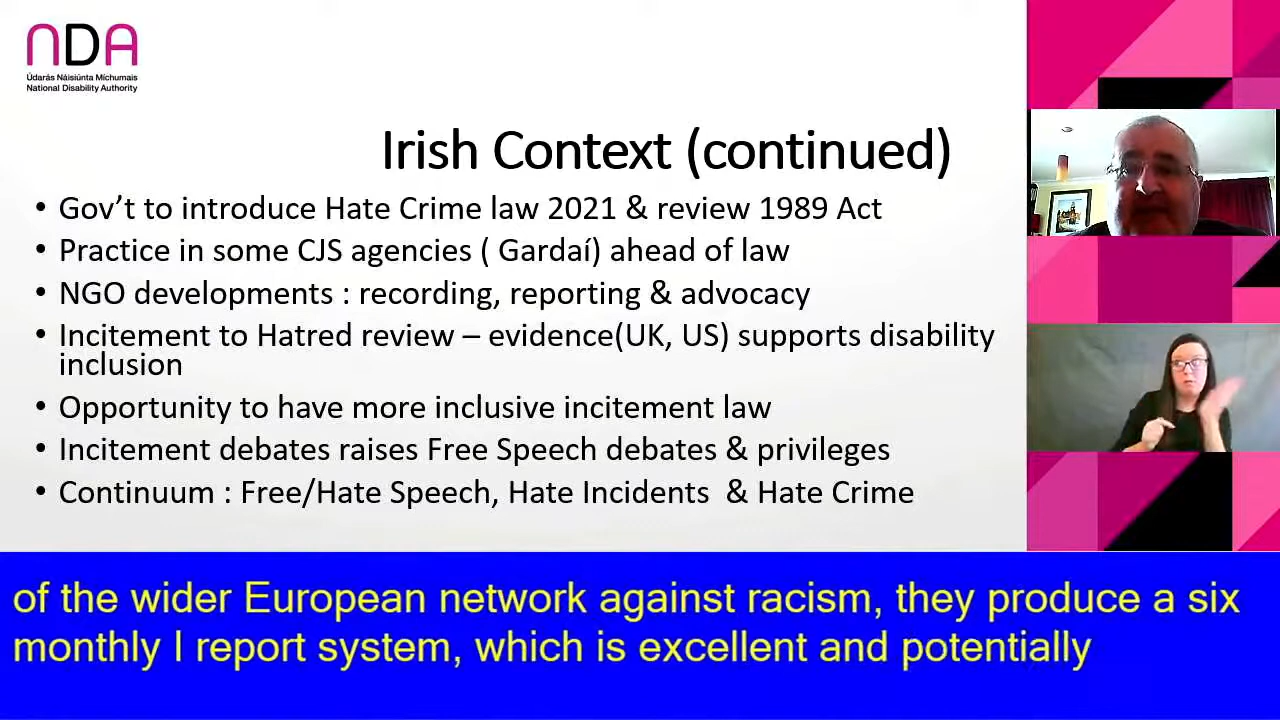 NDA
Údarás Náisiúnta Míchumais
National Disability Authority
Irish Context (continued)
• Gov’t to introduce Hate Crime law 2021 & review 1989 Act
• Practice in some CJS agencies ( Gardaí) ahead of law
• NGO developments : recording, reporting & advocacy
• Incitement to Hatred review – evidence(UK, US) supports disability
inclusion
• Opportunity to have more inclusive incitement law
• Incitement debates raises Free Speech debates & privileges
• Continuum : Free/Hate Speech, Hate Incidents  & Hate Crime
of the wider European network against racism, they produce a six
monthly I report system, which is excellent and potentially